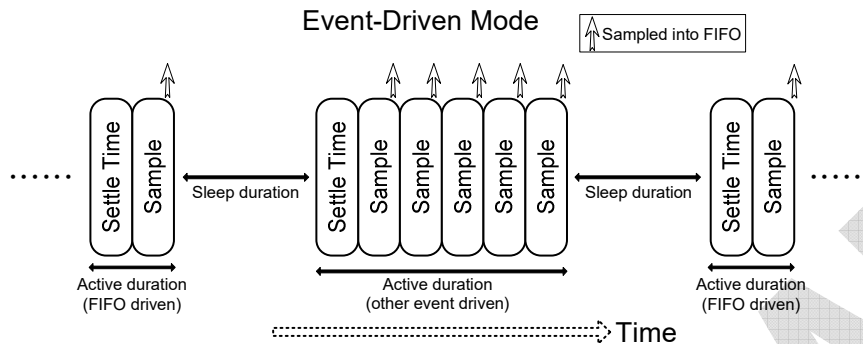 Event-Driven Mode
Sampled into FIFO
Settle Time
Sample
Sleep duration
Settle Time
Sample
Sample
Sample
Sample
Sample
Sleep duration
Settle Time
Sample
Active duration
(FIFO driven)
Active duration
(other event driven)
Active duration
(FIFO driven)
Time